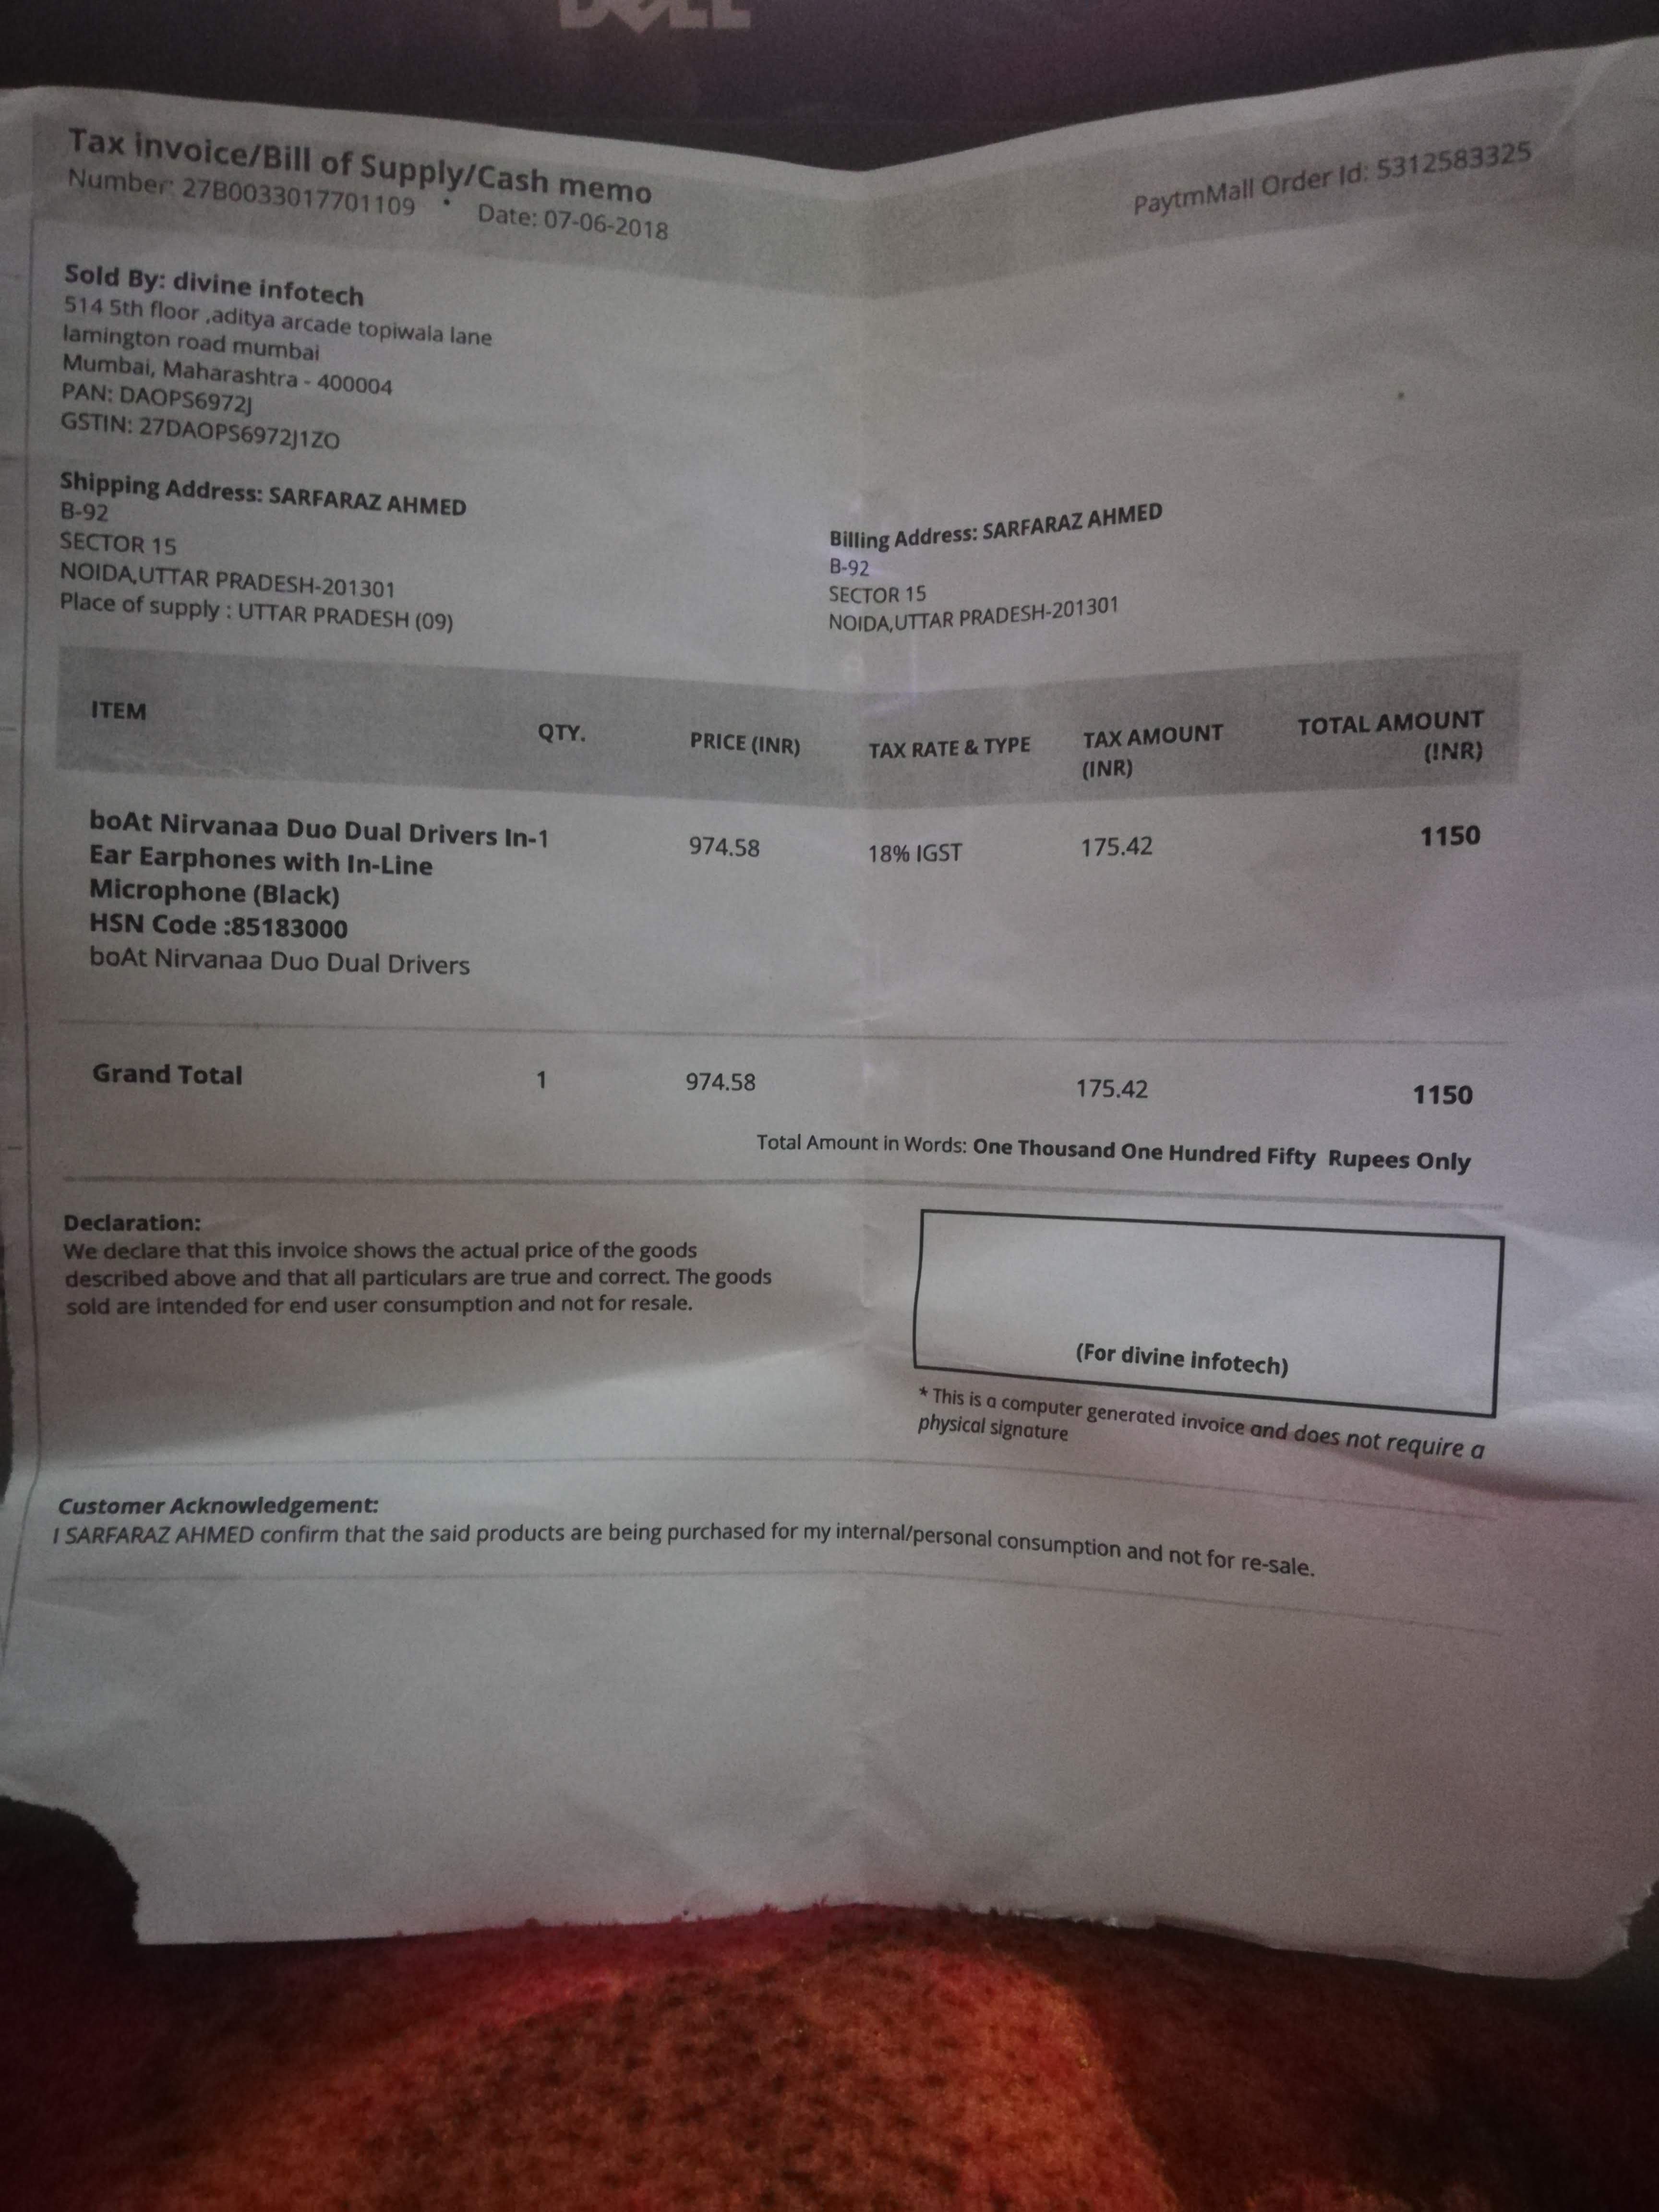 DELL
Tax invoice/Bill of Supply/Cash memo
Number: 27B0033017701109 • Date: 07-06-2018
PaytmMall Order Id: 5312583325
Sold By: divine infotech
514 5th floor ,aditya arcade topiwala lane
lamington road mumbai
Mumbai, Maharashtra - 400004
PAN: DAOPS6972J
GSTIN: 27DAOPS6972J1ZO
Shipping Address: SARFARAZ AHMED
B-92
SECTOR 15
NOIDA,UTTAR PRADESH-201301
Place of supply : UTTAR PRADESH (09)
Billing Address: SARFARAZ AHMED
B-92
SECTOR 15
NOIDA,UTTAR PRADESH-201301
ITEM QTY. PRICE (INR) TAX RATE & TYPE TAX AMOUNT (INR) TOTAL AMOUNT (INR)
boAt Nirvanaa Duo Dual Drivers In-1 974.58 18% IGST 175.42 1150
Ear Earphones with In-Line
Microphone (Black)
HSN Code :85183000
boAt Nirvanaa Duo Dual Drivers
Grand Total 1 974.58 175.42 1150
Total Amount in Words: One Thousand One Hundred Fifty Rupees Only
Declaration:
We declare that this invoice shows the actual price of the goods
described above and that all particulars are true and correct. The goods
sold are intended for end user consumption and not for resale.
(For divine infotech)
* This is a computer generated invoice and does not require a
physical signature
Customer Acknowledgement:
I SARFARAZ AHMED confirm that the said products are being purchased for my internal/personal consumption and not for re-sale.